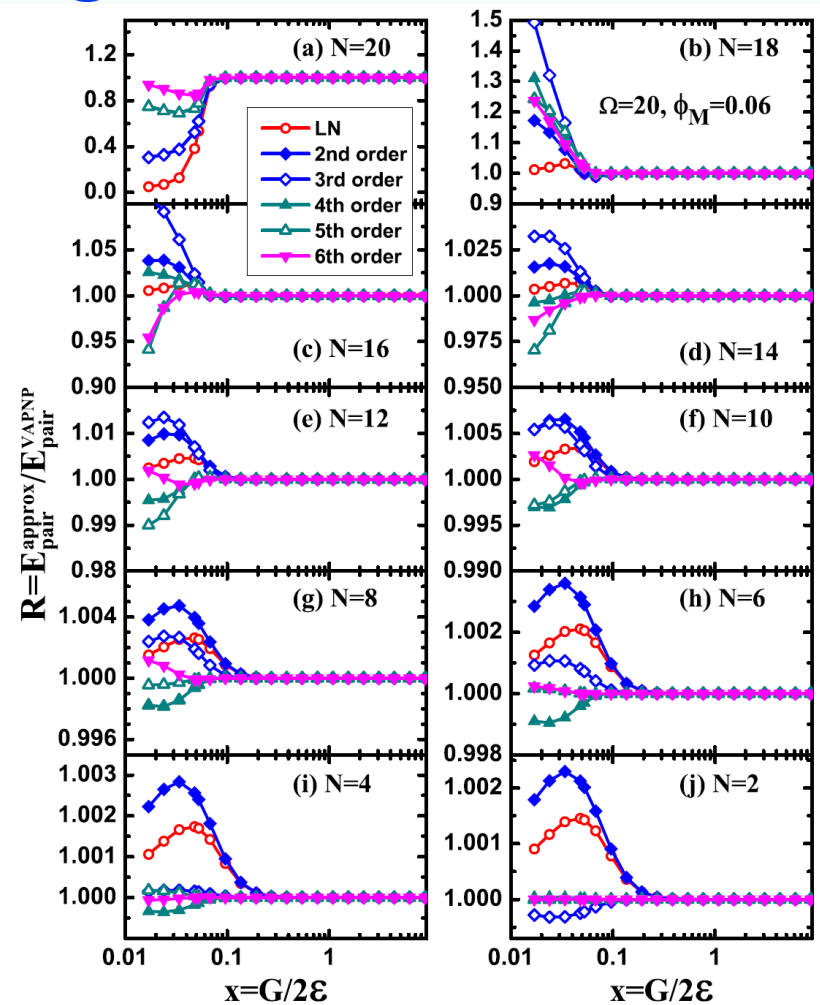 (a) N=20
1.2
0.8
0.4
0.0
LN
2nd order
3rd order
4th order
5th order
6th order
(b) N=18
Ω=20, ϕM=0.06
1.5
1.4
1.3
1.2
1.1
1.0
0.9
(c) N=16
1.05
1.00
0.95
0.90
(d) N=14
1.025
1.000
0.975
0.950
(e) N=12
1.01
1.00
0.99
0.98
(f) N=10
1.005
1.000
0.995
0.990
(g) N=8
1.004
1.000
0.996
(h) N=6
1.002
1.000
0.998
(i) N=4
1.003
1.002
1.001
1.000
(j) N=2
1.002
1.001
1.000
R=E^approx_pair/E^VAPNP_pair
0.01 0.1 1
0.01 0.1 1
x=G/2ε
x=G/2ε